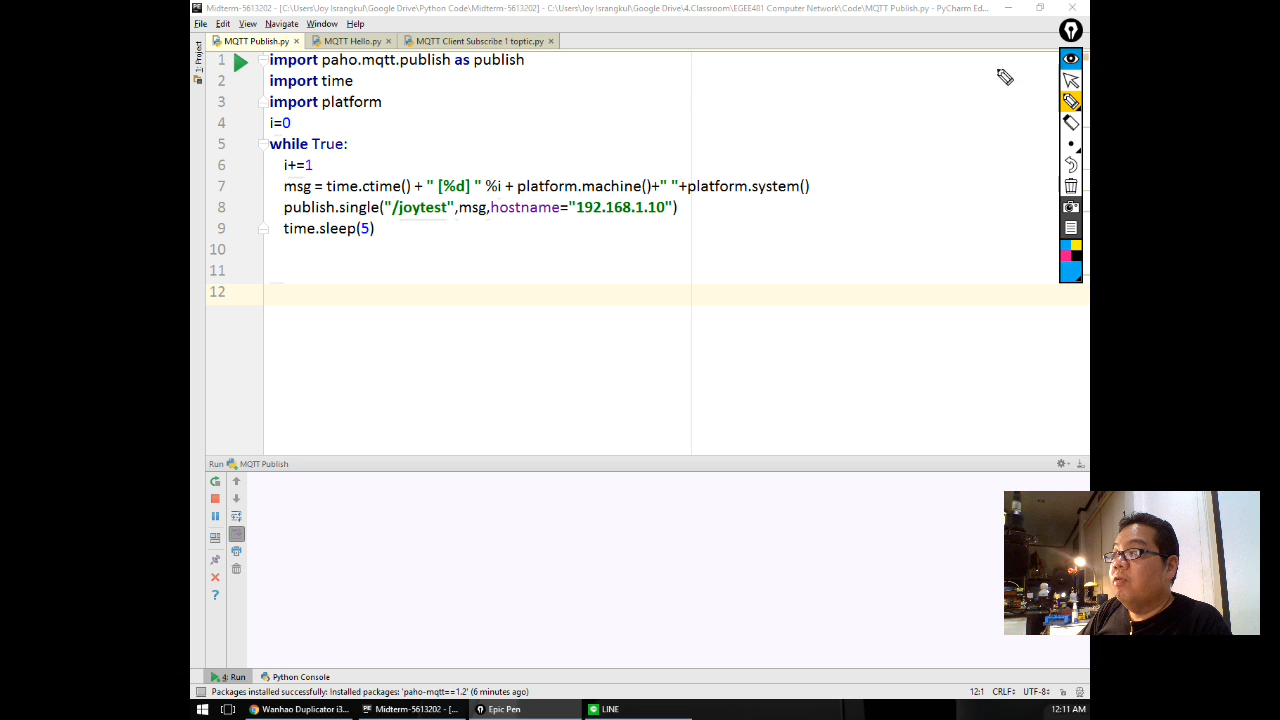 Midterm-5613202 - [C:\Users\Joy Israngkul\Google Drive\Python Code\Midterm-5613202] - C:\Users\Joy Israngkul\Google Drive\4.Classroom\EGEE481 Computer Network\Code\MQTT Publish.py - PyCharm Ed...
File Edit View Navigate Window Help
MQTT Publish.py MQTT Hello.py MQTT Client Subscribe 1 toptic.py
1: Project
1 import paho.mqtt.publish as publish
2 import time
3 import platform
4 i=0
5 while True:
6 i+=1
7 msg = time.ctime() + " [%d] " %i + platform.machine()+" "+platform.system()
8 publish.single("/joytest",msg,hostname="192.168.1.10")
9 time.sleep(5)
10
11
12
Run MQTT Publish
4: Run Python Console
Packages installed successfully: Installed packages: 'paho-mqtt==1.2' (6 minutes ago) 12:1 CRLF UTF-8
Wanhao Duplicator i3... Midterm-5613202 - [... Epic Pen LINE 12:11 AM